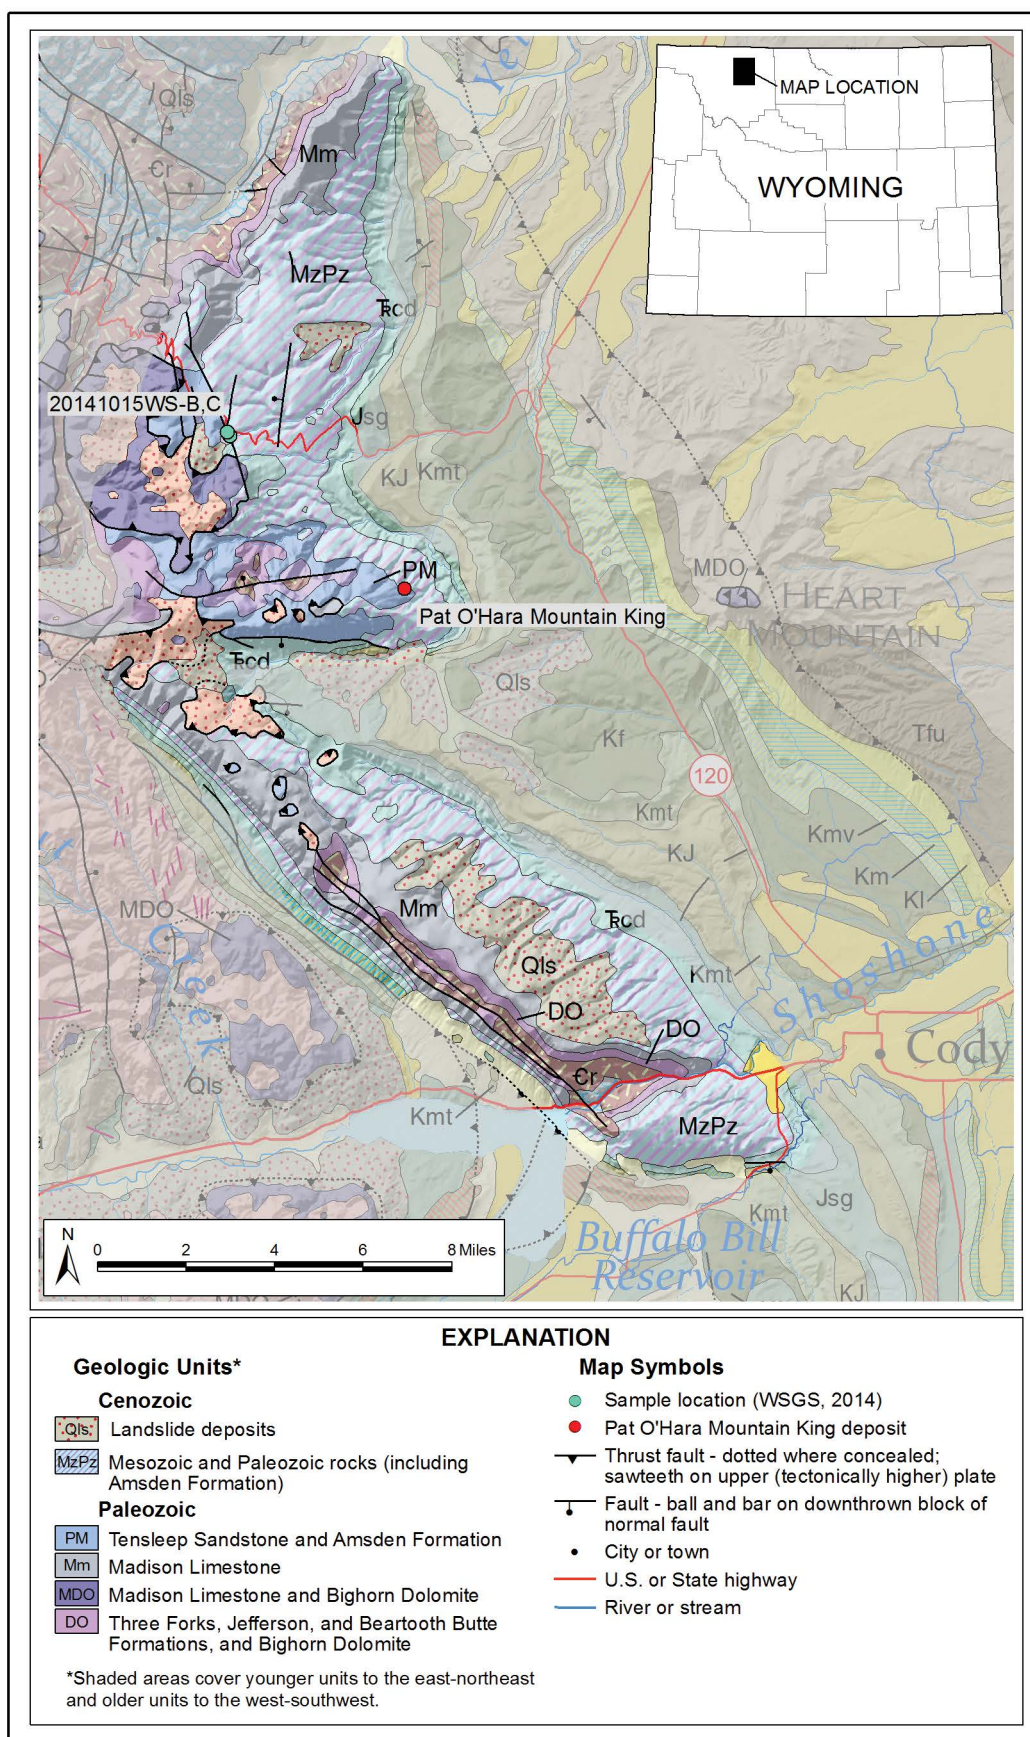 Qls
Єr
Mm
MzPz
Ŧcd
20141015WS-B,C
Jsg
KJ
Kmt
PM
Pat O'Hara Mountain King
MDO
HEART
MOUNTAIN
Ŧcd
Qls
Kf
Tfu
120
Kmt
KJ
Kmv
Km
Kl
MDO
Creek
Mm
Ŧcd
Qls
Kmt
Shoshone
DO
DO
Cody
Єr
Qls
Kmt
MzPz
Jsg
Kmt
Buffalo Bill
Reservoir
KJ
MDO
MAP LOCATION
WYOMING
N
0 2 4 6 8 Miles
EXPLANATION
Geologic Units*
Cenozoic
Qls Landslide deposits
MzPz Mesozoic and Paleozoic rocks (including
Amsden Formation)
Paleozoic
PM Tensleep Sandstone and Amsden Formation
Mm Madison Limestone
MDO Madison Limestone and Bighorn Dolomite
DO Three Forks, Jefferson, and Beartooth Butte
Formations, and Bighorn Dolomite
*Shaded areas cover younger units to the east-northeast
and older units to the west-southwest.
Map Symbols
Sample location (WSGS, 2014)
Pat O'Hara Mountain King deposit
Thrust fault - dotted where concealed;
sawteeth on upper (tectonically higher) plate
Fault - ball and bar on downthrown block of
normal fault
City or town
U.S. or State highway
River or stream